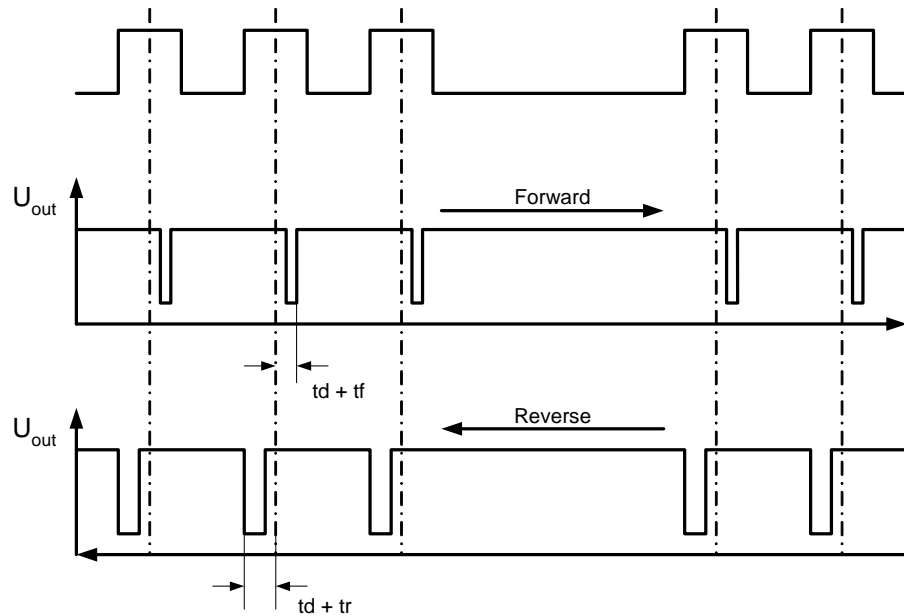 U_out
Forward
td + tf
U_out
Reverse
td + tr